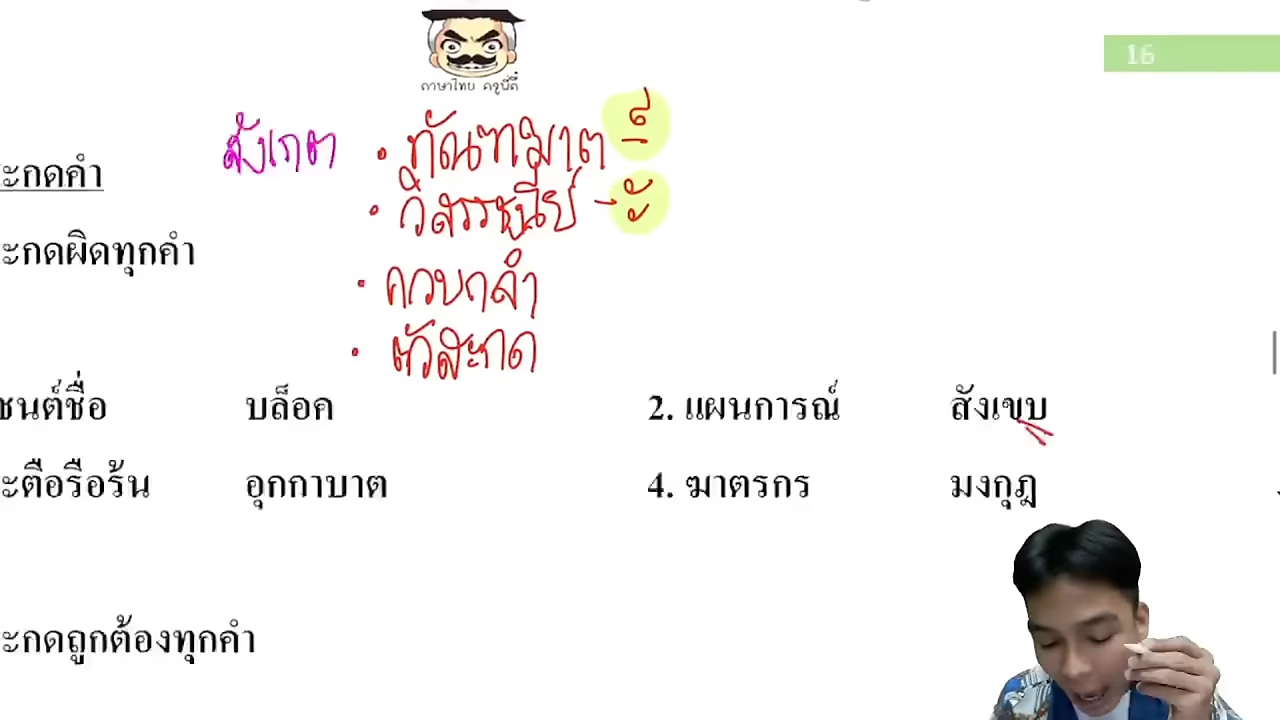 ภาษาไทย ครูปี่ตี่
16
สังเกต • ทัณฑฆาต -์
• วิสรรชนีย์ - ะ
ะกดคำ
ะกดผิดทุกคำ
• ควบกล้ำ
• ตัวสะกด
ซนต์ชื่อ บล็อค 2. แผนการณ์ สังเขบ
ะตือรือร้น อุกกาบาต 4. ฆาตรกร มงกุฎ
ะกดถูกต้องทุกคำ